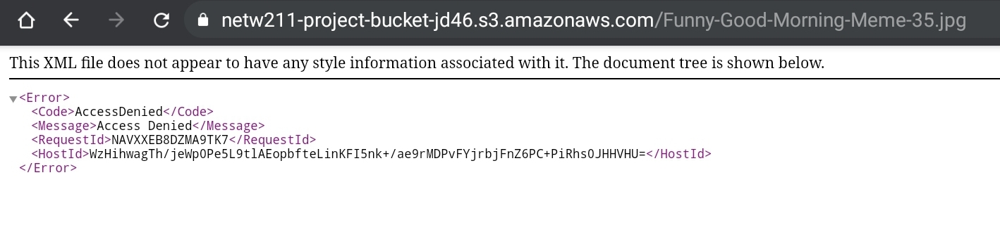 netw211-project-bucket-jd46.s3.amazonaws.com/Funny-Good-Morning-Meme-35.jpg
This XML file does not appear to have any style information associated with it. The document tree is shown below.
<Error>
<Code>AccessDenied</Code>
<Message>Access Denied</Message>
<RequestId>NAVXXEB8DZMA9TK7</RequestId>
<HostId>WzHihwagTh/jeWp0Pe5L9tlAEopbfteLinKFI5nk+/ae9rMDPvFYjrbjFnZ6PC+PiRhs0JHHVHU=</HostId>
</Error>